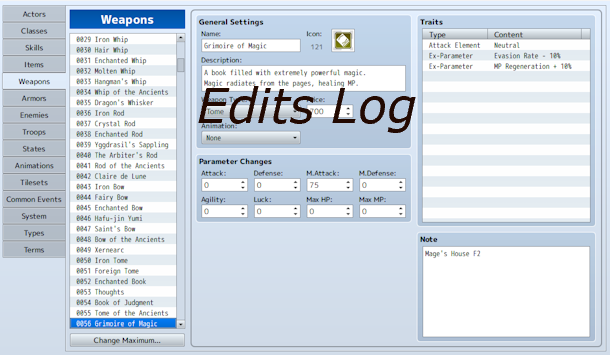 Actors
Classes
Skills
Items
Weapons
Armors
Enemies
Troops
States
Animations
Tilesets
Common Events
System
Types
Terms
Weapons
0029 Iron Whip
0030 Hair Whip
0031 Enchanted Whip
0032 Molten Whip
0033 Hangman's Whip
0034 Whip of the Ancients
0035 Dragon's Whisker
0036 Iron Rod
0037 Crystal Rod
0038 Enchanted Rod
0039 Yggdrasil's Sappling
0040 The Arbiter's Rod
0041 Rod of the Ancients
0042 Claire de Lune
0043 Iron Bow
0044 Fairy Bow
0045 Enchanted Bow
0046 Hafu-jin Yumi
0047 Saint's Bow
0048 Bow of the Ancients
0049 Xernearc
0050 Iron Tome
0051 Foreign Tome
0052 Enchanted Book
0053 Thoughts
0054 Book of Judgment
0055 Tome of the Ancients
0056 Grimoire of Magic
Change Maximum...
General Settings
Name: Icon:
Grimoire of Magic 121
Description:
A book filled with extremely powerful magic.
Magic radiates from the pages, healing MP.
Weapon Type: Price:
Tome 700
Edits Log
Animation:
None
Parameter Changes
Attack: Defense: M.Attack: M.Defense:
0 0 75 0
Agility: Luck: Max HP: Max MP:
0 0 0 0
Traits
Type Content
Attack Element Neutral
Ex-Parameter Evasion Rate - 10%
Ex-Parameter MP Regeneration + 10%
Note
Mage's House F2